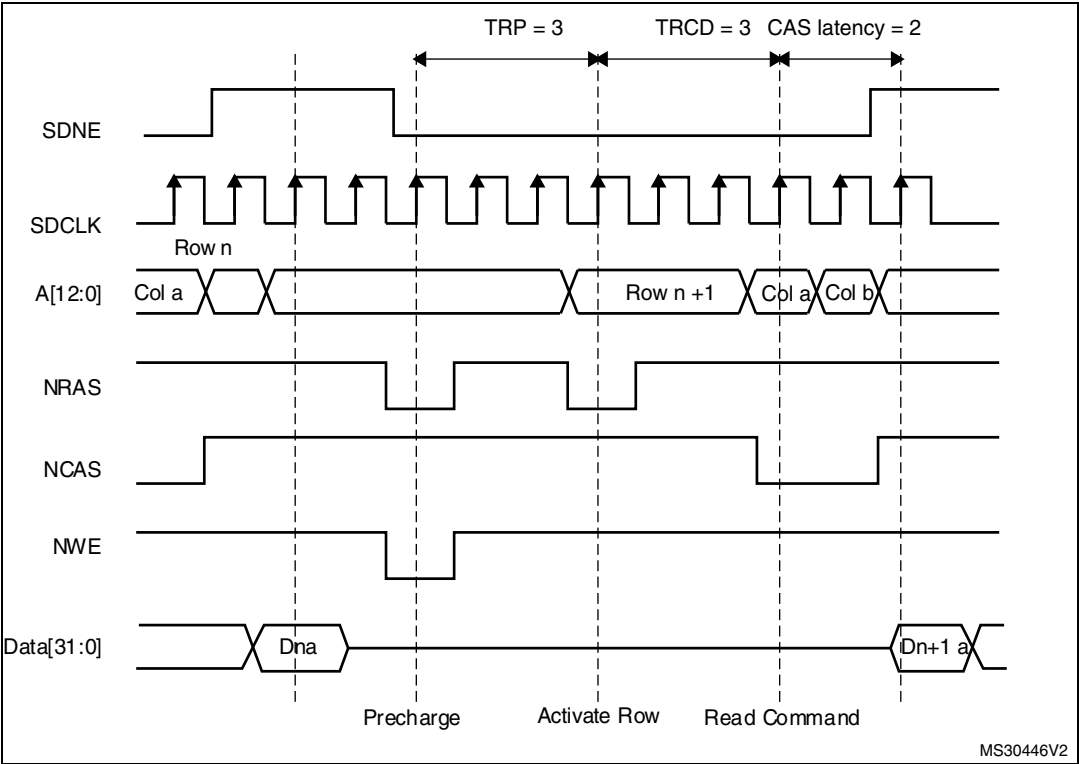 TRP = 3 TRCD = 3 CAS latency = 2
SDNE
SDCLK
Row n
A[12:0] Col a Row n +1 Col a Col b
NRAS
NCAS
NWE
Data[31:0] Dna Dn+1 a
Precharge Activate Row Read Command
MS30446V2